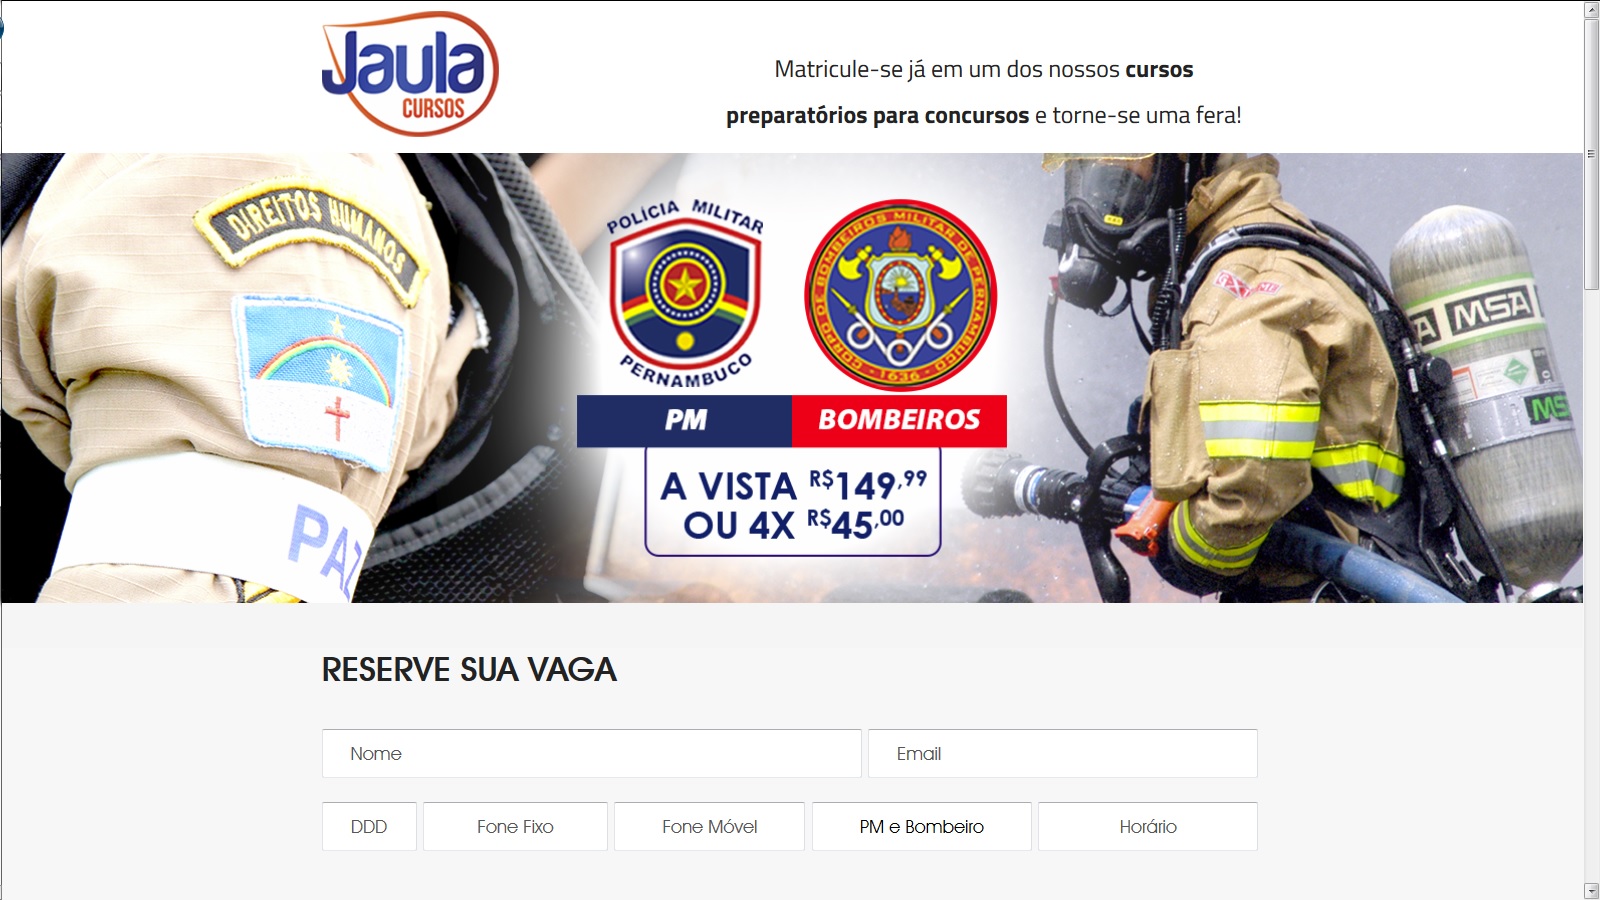 Jaula
CURSOS
Matricule-se já em um dos nossos cursos
preparatórios para concursos e torne-se uma fera!
DIREITOS HUMANOS
PAZ
POLÍCIA MILITAR
PERNAMBUCO
CORPO DE BOMBEIROS MILITAR DE PERNAMBUCO
1636
PM
BOMBEIROS
A VISTA R$149,99
OU 4X R$45,00
A MSA
MS
RESERVE SUA VAGA
Nome
Email
DDD
Fone Fixo
Fone Móvel
PM e Bombeiro
Horário